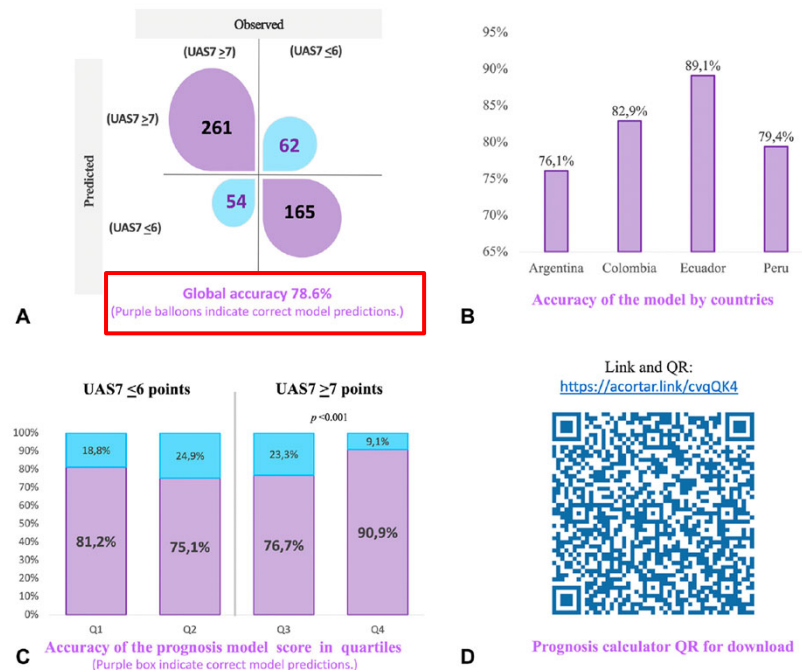 Observed
(UAS7 ≥7)
(UAS7 ≤6)
Predicted
(UAS7 ≥7)
261
62
(UAS7 ≤6)
54
165
Global accuracy 78.6%
(Purple balloons indicate correct model predictions.)
A
95%
90%
85%
80%
75%
70%
65%
76,1%
82,9%
89,1%
79,4%
Argentina Colombia Ecuador Peru
Accuracy of the model by countries
B
UAS7 ≤6 points
UAS7 ≥7 points
p <0.001
100%
90%
80%
70%
60%
50%
40%
30%
20%
10%
0%
18,8%
24,9%
23,3%
9,1%
81,2%
75,1%
76,7%
90,9%
Q1 Q2 Q3 Q4
Accuracy of the prognosis model score in quartiles
(Purple box indicate correct model predictions.)
C
Link and QR:
https://acortar.link/cvqQK4
Prognosis calculator QR for download
D